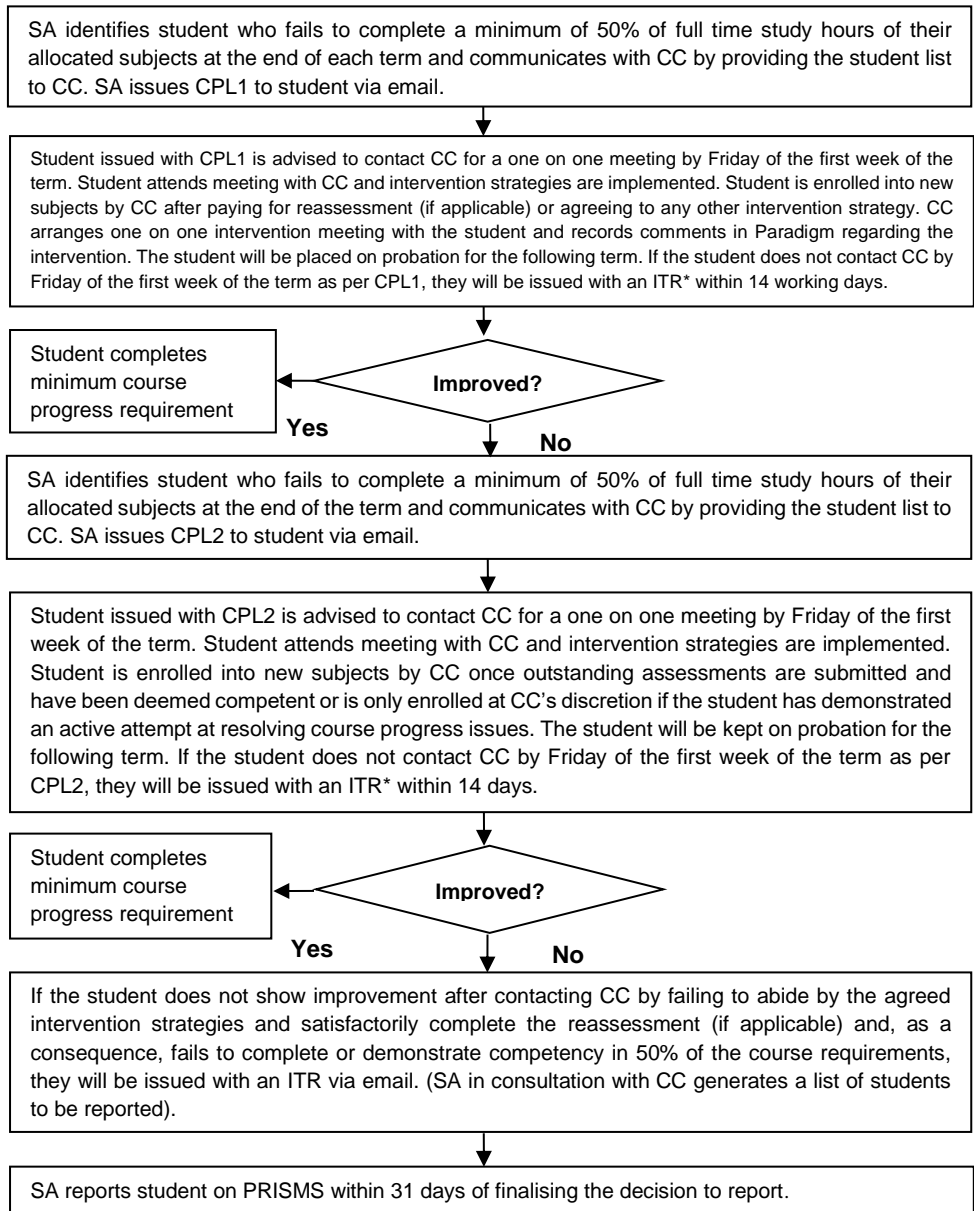 SA identifies student who fails to complete a minimum of 50% of full time study hours of their
allocated subjects at the end of each term and communicates with CC by providing the student list
to CC. SA issues CPL1 to student via email.
Student issued with CPL1 is advised to contact CC for a one on one meeting by Friday of the first week of the
term. Student attends meeting with CC and intervention strategies are implemented. Student is enrolled into new
subjects by CC after paying for reassessment (if applicable) or agreeing to any other intervention strategy. CC
arranges one on one intervention meeting with the student and records comments in Paradigm regarding the
intervention. The student will be placed on probation for the following term. If the student does not contact CC by
Friday of the first week of the term as per CPL1, they will be issued with an ITR* within 14 working days.
Student completes
minimum course
progress requirement
Improved?
Yes
No
SA identifies student who fails to complete a minimum of 50% of full time study hours of their
allocated subjects at the end of the term and communicates with CC by providing the student list to
CC. SA issues CPL2 to student via email.
Student issued with CPL2 is advised to contact CC for a one on one meeting by Friday of the first
week of the term. Student attends meeting with CC and intervention strategies are implemented.
Student is enrolled into new subjects by CC once outstanding assessments are submitted and
have been deemed competent or is only enrolled at CC's discretion if the student has demonstrated
an active attempt at resolving course progress issues. The student will be kept on probation for the
following term. If the student does not contact CC by Friday of the first week of the term as per
CPL2, they will be issued with an ITR* within 14 days.
Student completes
minimum course
progress requirement
Improved?
Yes
No
If the student does not show improvement after contacting CC by failing to abide by the agreed
intervention strategies and satisfactorily complete the reassessment (if applicable) and, as a
consequence, fails to complete or demonstrate competency in 50% of the course requirements,
they will be issued with an ITR via email. (SA in consultation with CC generates a list of students
to be reported).
SA reports student on PRISMS within 31 days of finalising the decision to report.